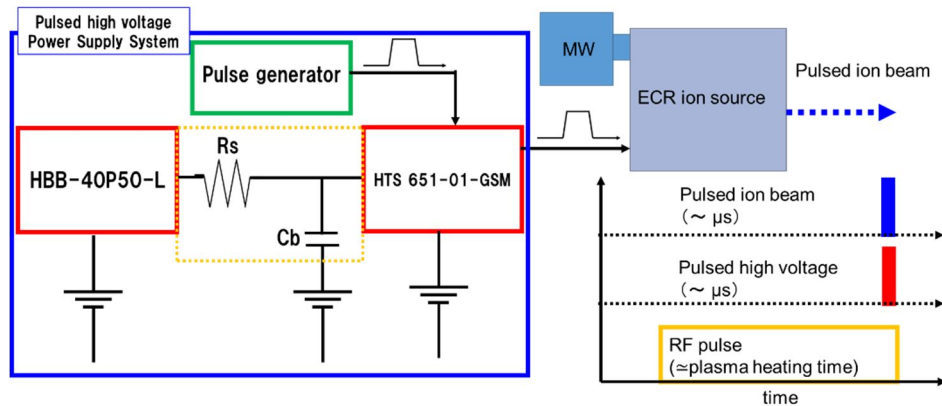 Pulsed high voltage
Power Supply System
Pulse generator
MW
ECR ion source
Pulsed ion beam
HBB-40P50-L
Rs
Cb
HTS 651-01-GSM
Pulsed ion beam
(~ μs)
Pulsed high voltage
(~ μs)
RF pulse
(≃plasma heating time)
time